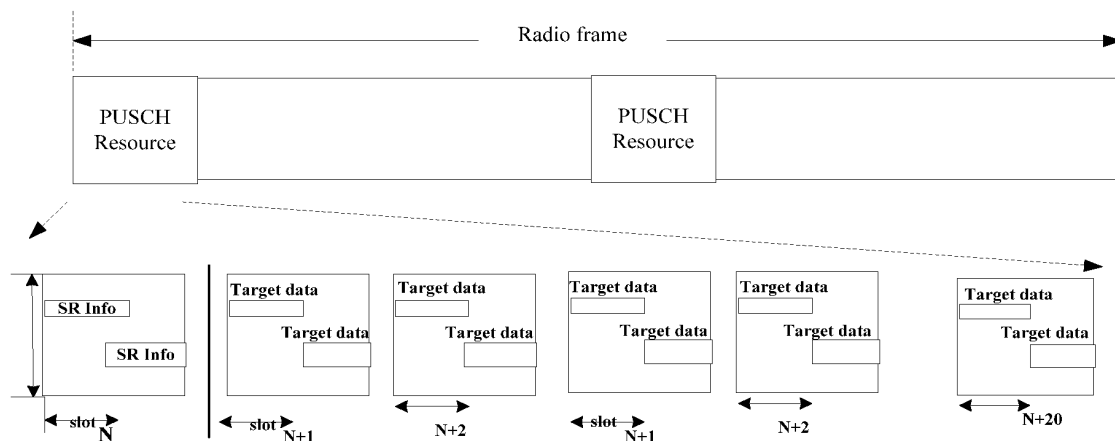 Radio frame
PUSCH
Resource
PUSCH
Resource
SR Info
SR Info
slot
N
Target data
Target data
slot
N+1
Target data
Target data
N+2
Target data
Target data
slot
N+1
Target data
Target data
N+2
Target data
Target data
N+20